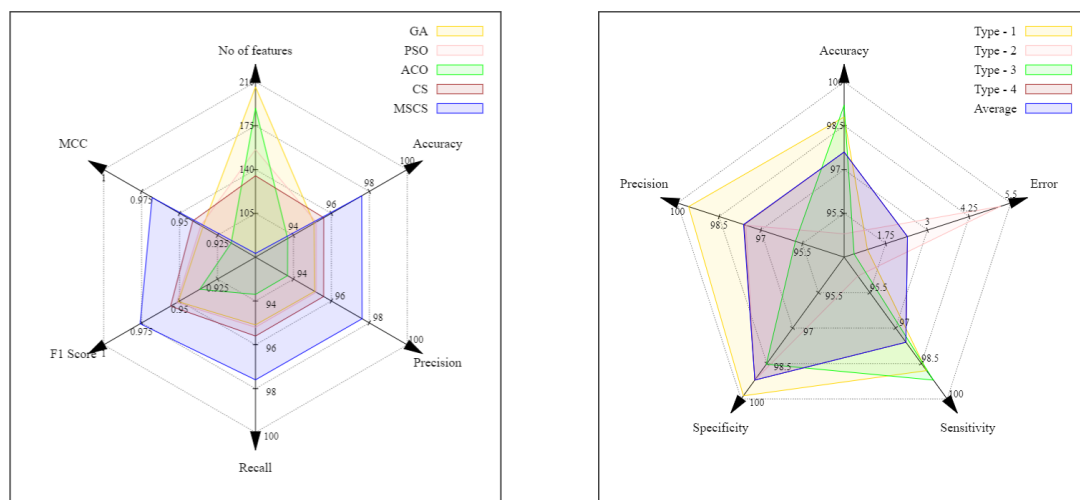 GA
PSO
ACO
CS
MSCS
No of features
210
175
140
105
Accuracy
100
98
96
94
Precision
100
98
96
94
Recall
100
98
96
94
F1 Score
1
0.975
0.95
0.925
MCC
1
0.975
0.95
0.925
Type - 1
Type - 2
Type - 3
Type - 4
Average
Accuracy
100
98.5
97
95.5
Error
5.5
4.25
3
1.75
Sensitivity
100
98.5
97
95.5
Specificity
100
98.5
97
95.5
Precision
100
98.5
97
95.5